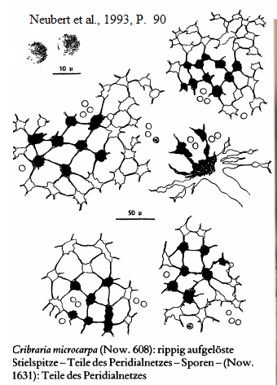 Neubert et al., 1993, P. 90
10 µ
50 µ
Cribraria microcarpa (Now. 608): rippig aufgelöste
Stielspitze – Teile des Peridialnetzes – Sporen – (Now.
1631): Teile des Peridialnetzes